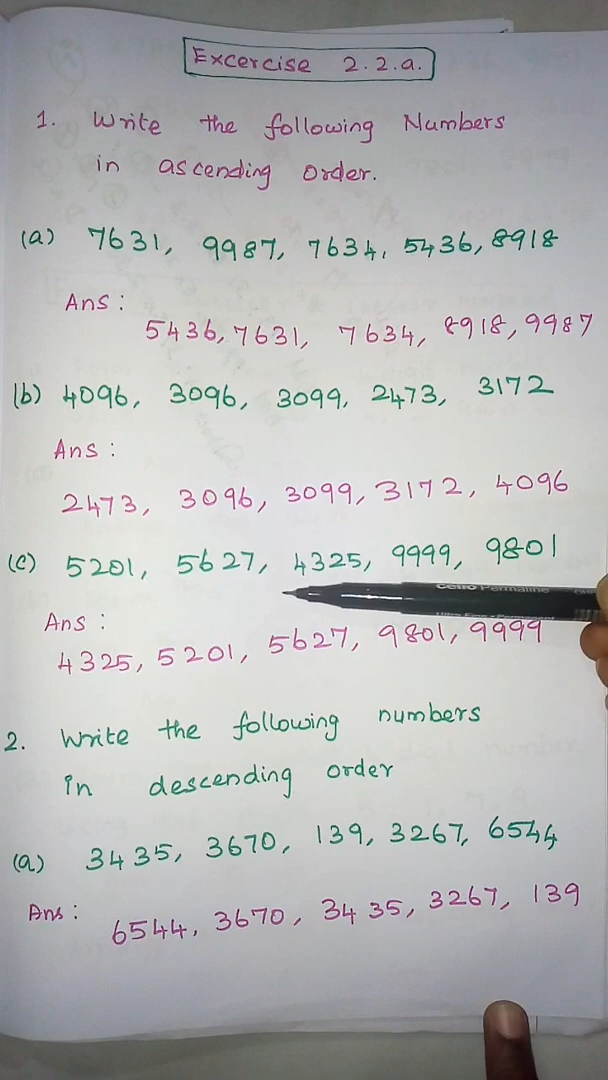 Excercise 2.2.a.
1. Write the following Numbers
in ascending order.
(a) 7631, 9987, 7634, 5436, 8918
Ans :
5436, 7631, 7634, 8918, 9987
(b) 4096, 3096, 3099, 2473, 3172
Ans :
2473, 3096, 3099, 3172, 4096
(c) 5201, 5627, 4325, 9999, 9801
Cello Permaline
Ans :
4325, 5201, 5627, 9801, 9999
2. Write the following numbers
in descending order
(a) 3435, 3670, 139, 3267, 6544
Ans :
6544, 3670, 3435, 3267, 139